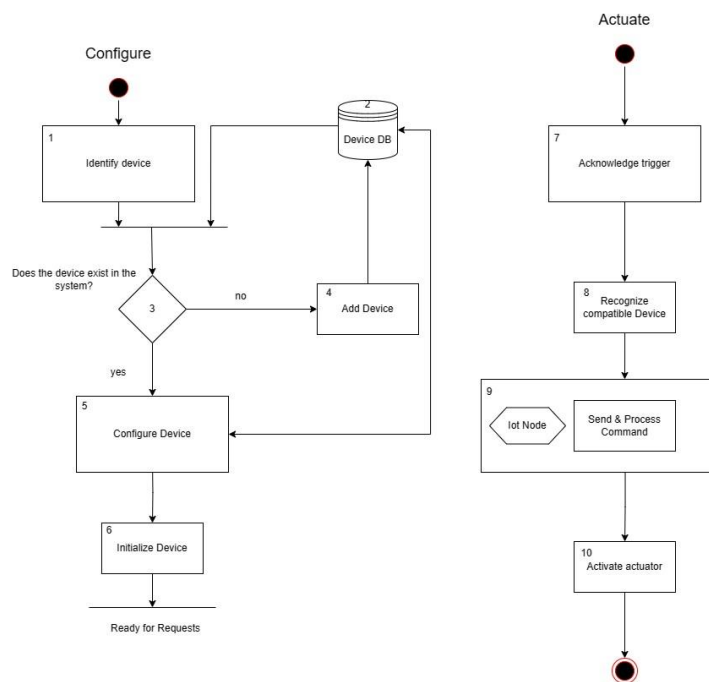 Configure
1
Identify device
2
Device DB
Does the device exist in the
system?
3
no
4
Add Device
yes
5
Configure Device
6
Initialize Device
Ready for Requests
Actuate
7
Acknowledge trigger
8
Recognize
compatible Device
9
Iot Node
Send & Process
Command
10
Activate actuator